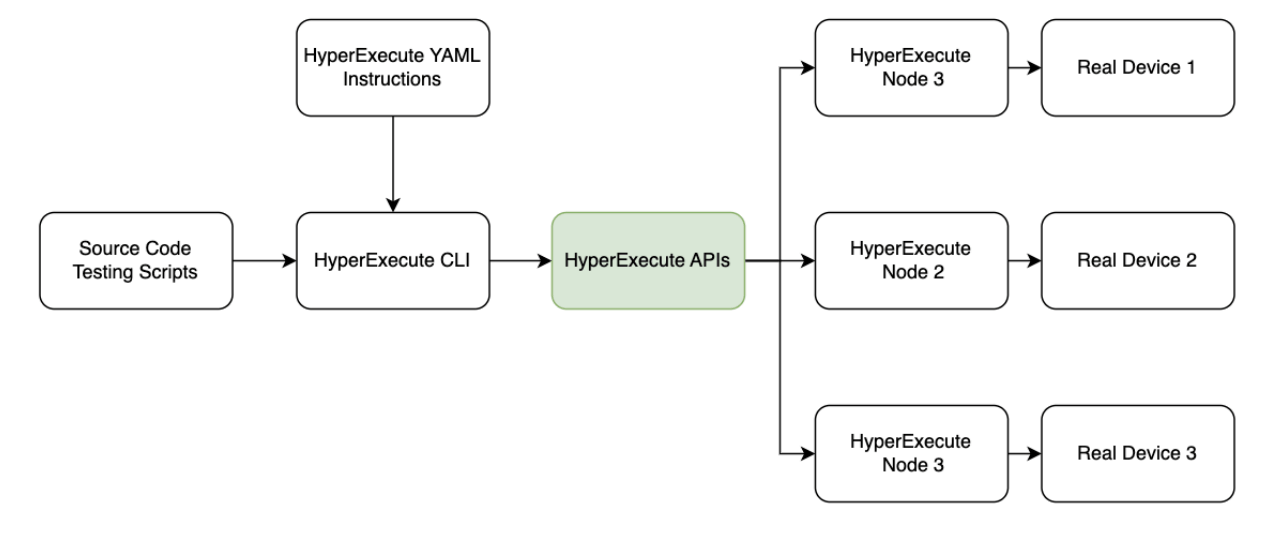 HyperExecute YAML
Instructions
HyperExecute
Node 3
Real Device 1
Source Code
Testing Scripts
HyperExecute CLI
HyperExecute APIs
HyperExecute
Node 2
Real Device 2
HyperExecute
Node 3
Real Device 3